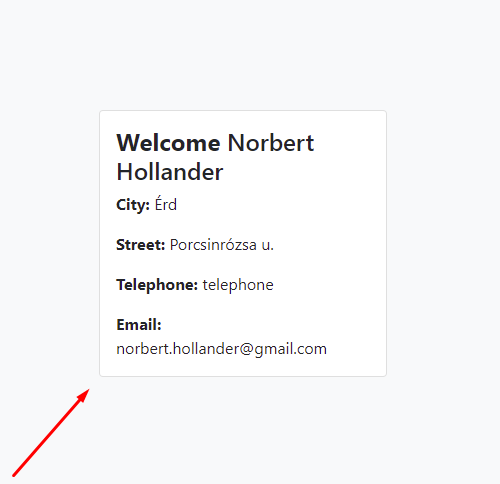 Welcome Norbert
Hollander
City: Érd
Street: Porcsinrózsa u.
Telephone: telephone
Email:
norbert.hollander@gmail.com